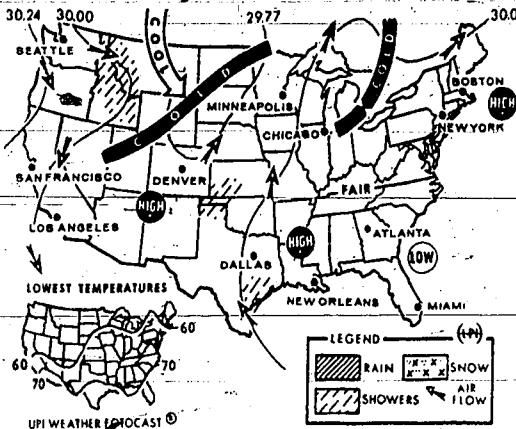 30.24 30.00 29.77 30.0
SEATTLE
COOL
COLD
COLD
MINNEAPOLIS
BOSTON
HIGH
NEW YORK
CHICAGO
SAN FRANCISCO
DENVER
FAIR
HIGH
LOS ANGELES
ATLANTA
HIGH
LOW
DALLAS
NEW ORLEANS
MIAMI
LOWEST TEMPERATURES
60
70
60
70
LEGEND
RAIN SNOW
SHOWERS AIR
FLOW
UPI WEATHER FOTOCAST ®